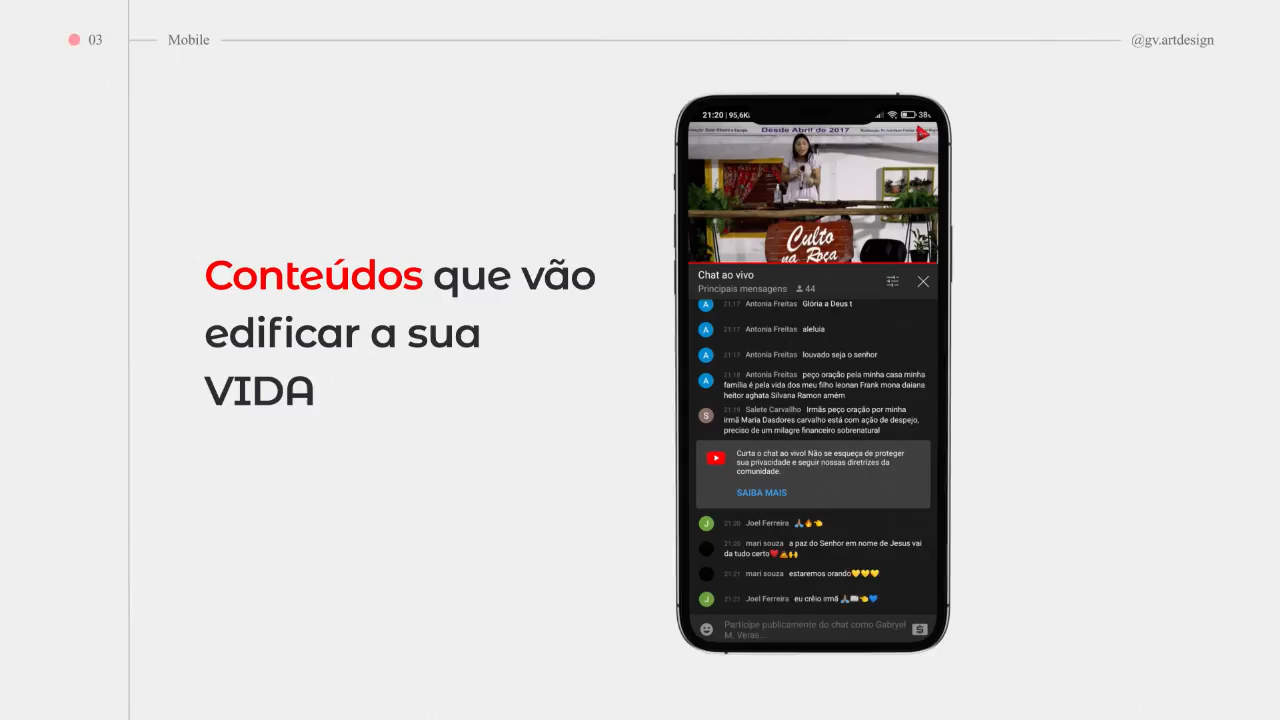 03
Mobile
@gv.artdesign
Conteúdos que vão
edificar a sua
VIDA
21:20 | 95,6K
38
Desde Abril de 2017
Culto
na Roça
Chat ao vivo
Principais mensagens 44
21:17 Antonia Freitas Glória a Deus t
21:17 Antonia Freitas aleluia
21:17 Antonia Freitas louvado seja o senhor
21:18 Antonia Freitas peço oração pela minha casa minha
família é pela vida dos meu filho leonan Frank mona daiana
heitor aghata Silvana Ramon amém
21:19 Salete Carvallho Irmãs peço oração por minha
irmã Maria Dasdores carvalho está com ação de despejo,
preciso de um milagre financeiro sobrenatural
Curta o chat ao vivo! Não se esqueça de proteger
sua privacidade e seguir nossas diretrizes da
comunidade.
SAIBA MAIS
21:20 Joel Ferreira 🙏🔥👈
21:20 mari souza a paz do Senhor em nome de Jesus vai
da tudo certo❤️🙇🙌
21:21 mari souza estaremos orando💛💛💛
21:21 Joel Ferreira eu crêio irmã 🙏📖👈💙
Participe publicamente do chat como Gabryel
M. Veras...